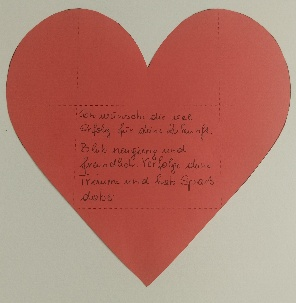 Ich wünsche dir viel
Erfolg für deine Zukunft.
Bleib neugierig und
freundlich. Verfolge deine
Träume und hab Spaß
dabei